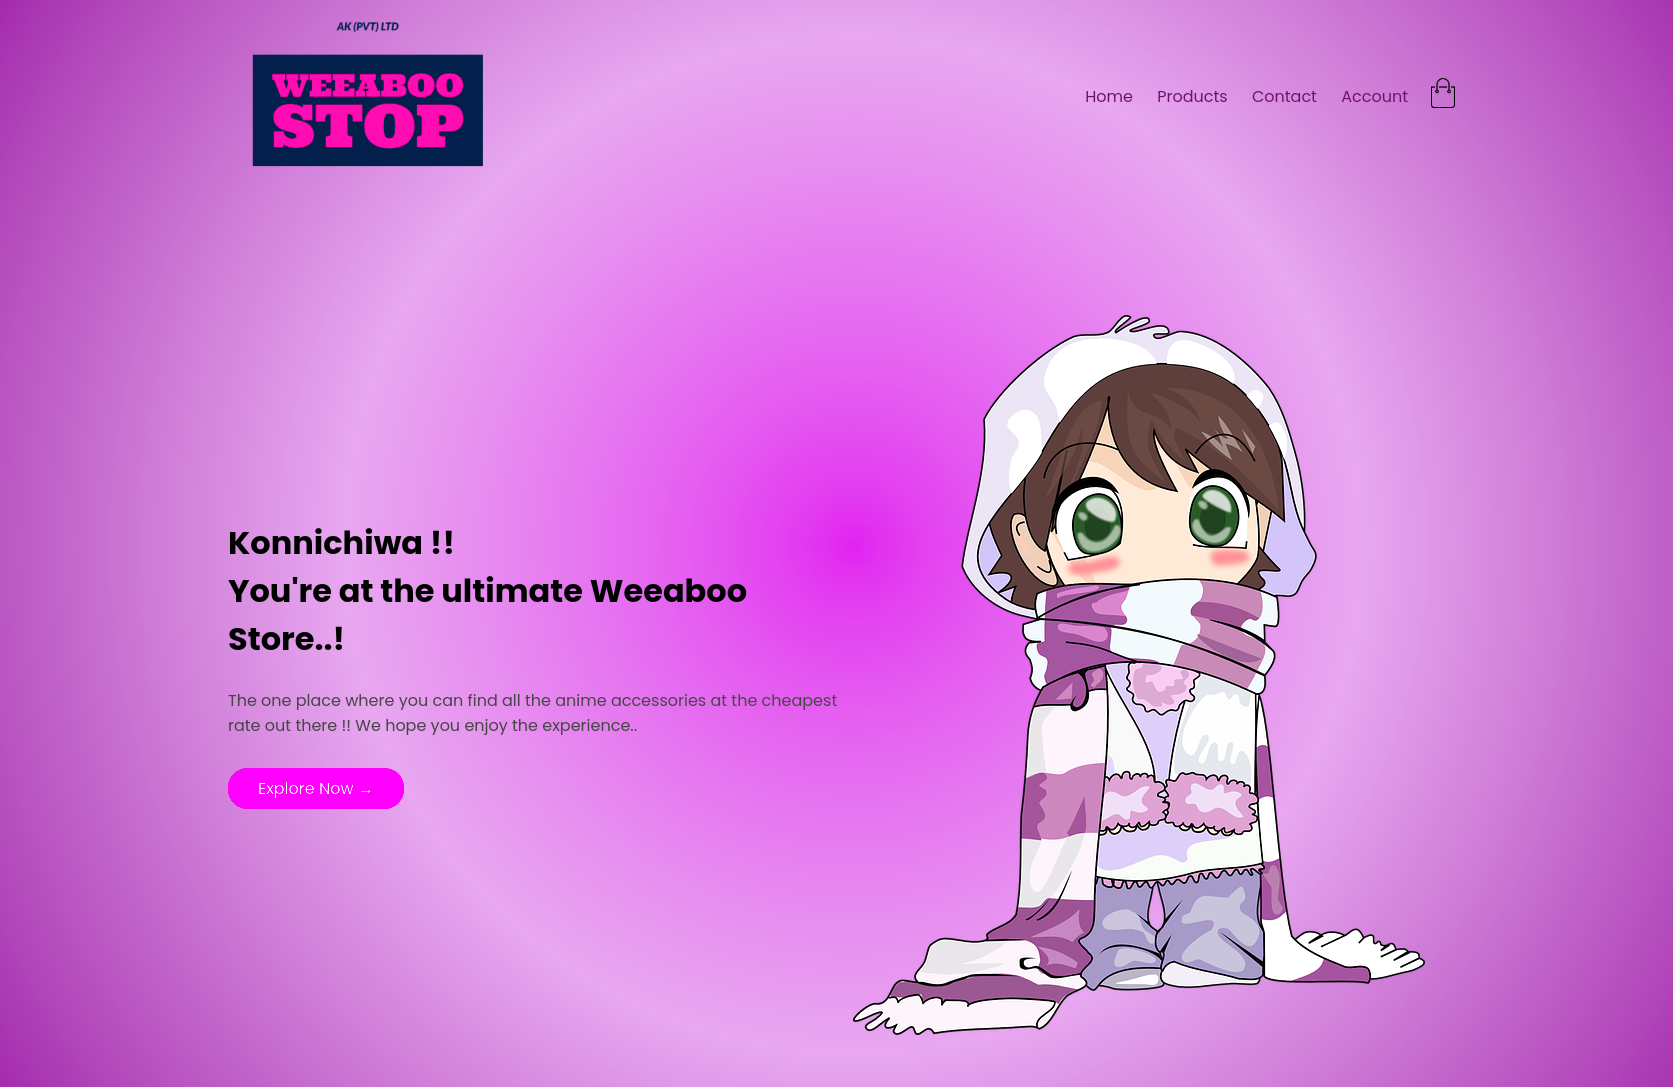 AK (PVT) LTD
WEEABOO
STOP
Home Products Contact Account
Konnichiwa !!
You're at the ultimate Weeaboo
Store..!
The one place where you can find all the anime accessories at the cheapest
rate out there !! We hope you enjoy the experience..
Explore Now →